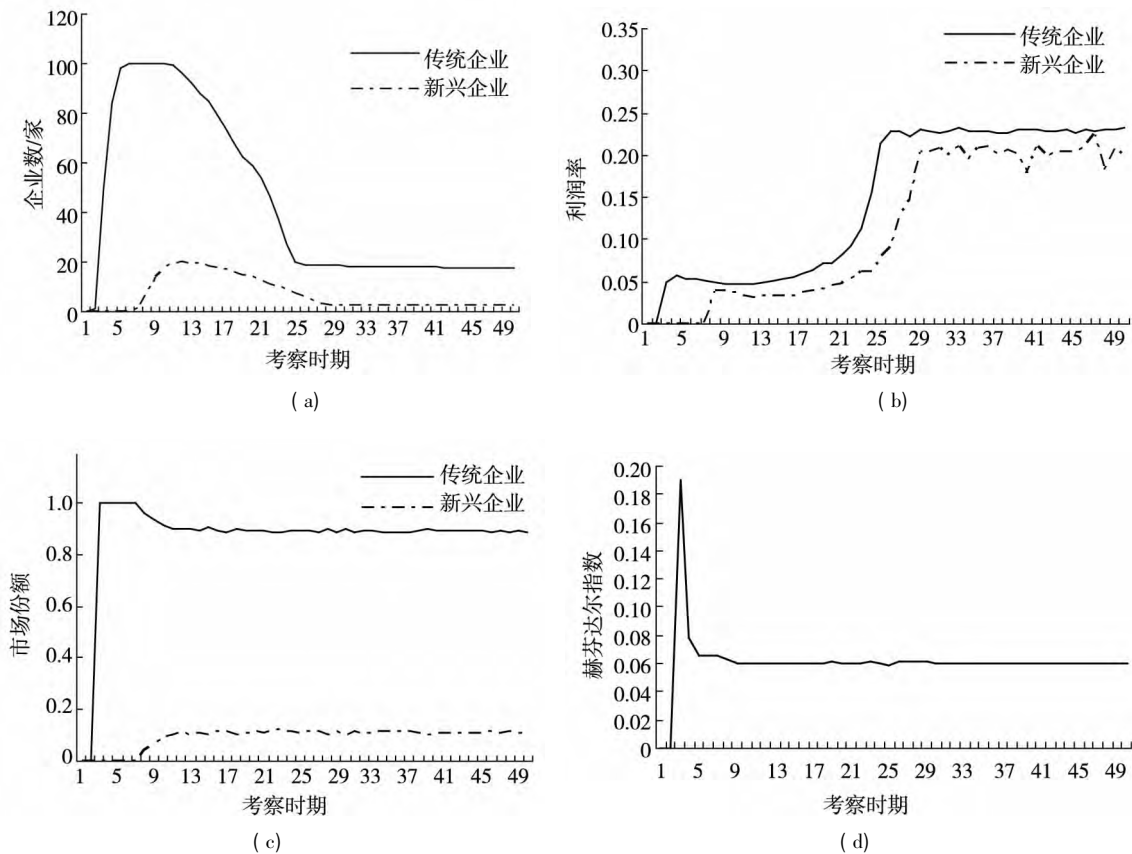 120
100
80
60
40
20
0
企业数/家
传统企业
新兴企业
1 5 9 13 17 21 25 29 33 37 41 45 49
考察时期
( a)
0.35
0.30
0.25
0.20
0.15
0.10
0.05
0
利润率
传统企业
新兴企业
1 5 9 13 17 21 25 29 33 37 41 45 49
考察时期
( b)
1.0
0.8
0.6
0.4
0.2
0
市场份额
传统企业
新兴企业
1 5 9 13 17 21 25 29 33 37 41 45 49
考察时期
( c)
0.20
0.18
0.16
0.14
0.12
0.10
0.08
0.06
0.04
0.02
0
赫芬达尔指数
1 5 9 13 17 21 25 29 33 37 41 45 49
考察时期
( d)